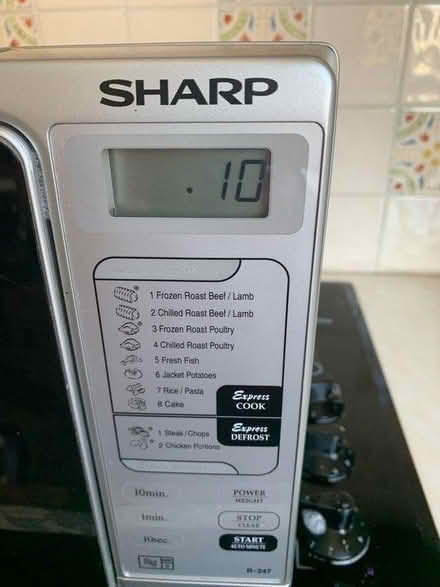 SHARP
.10
1 Frozen Roast Beef / Lamb
2 Chilled Roast Beef / Lamb
3 Frozen Roast Poultry
4 Chilled Roast Poultry
5 Fresh Fish
6 Jacket Potatoes
7 Rice / Pasta
8 Cake
Express
COOK
1 Steak / Chops
2 Chicken Portions
Express
DEFROST
10min.
POWER
WEIGHT
1min.
STOP
CLEAR
10sec.
START
AUTO MINUTE
R-247